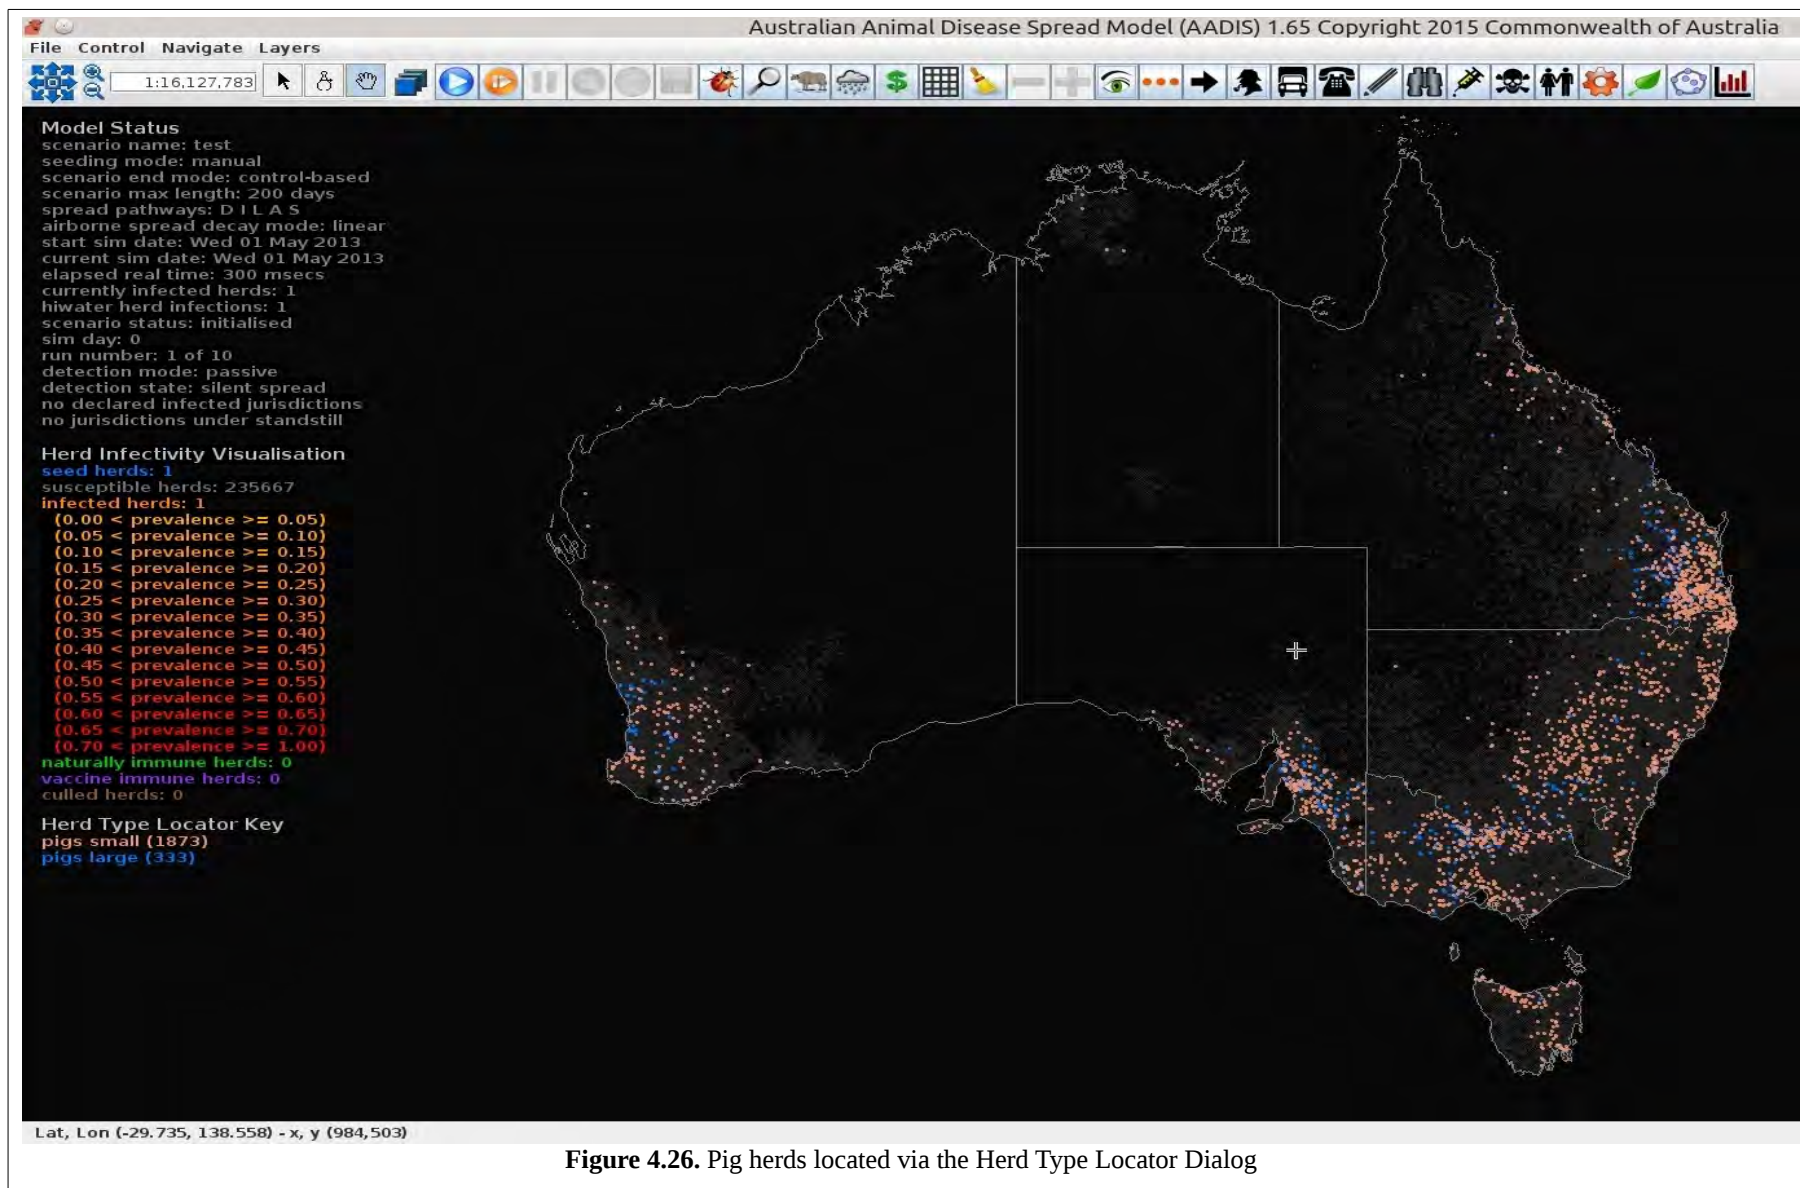 Australian Animal Disease Spread Model (AADIS) 1.65 Copyright 2015 Commonwealth of Australia
File Control Navigate Layers
1:16,127,783
Model Status
scenario name: test
seeding mode: manual
scenario end mode: control-based
scenario max length: 200 days
spread pathways: D I L A S
airborne spread decay mode: linear
start sim date: Wed 01 May 2013
current sim date: Wed 01 May 2013
elapsed real time: 300 msecs
currently infected herds: 1
hiwater herd infections: 1
scenario status: initialised
sim day: 0
run number: 1 of 10
detection mode: passive
detection state: silent spread
no declared infected jurisdictions
no jurisdictions under standstill
Herd Infectivity Visualisation
seed herds: 1
susceptible herds: 235667
infected herds: 1
(0.00 < prevalence >= 0.05)
(0.05 < prevalence >= 0.10)
(0.10 < prevalence >= 0.15)
(0.15 < prevalence >= 0.20)
(0.20 < prevalence >= 0.25)
(0.25 < prevalence >= 0.30)
(0.30 < prevalence >= 0.35)
(0.35 < prevalence >= 0.40)
(0.40 < prevalence >= 0.45)
(0.45 < prevalence >= 0.50)
(0.50 < prevalence >= 0.55)
(0.55 < prevalence >= 0.60)
(0.60 < prevalence >= 0.65)
(0.65 < prevalence >= 0.70)
(0.70 < prevalence >= 1.00)
naturally immune herds: 0
vaccine immune herds: 0
culled herds: 0
Herd Type Locator Key
pigs small (1873)
pigs large (333)
Lat, Lon (-29.735, 138.558) - x, y (984,503)
Figure 4.26. Pig herds located via the Herd Type Locator Dialog